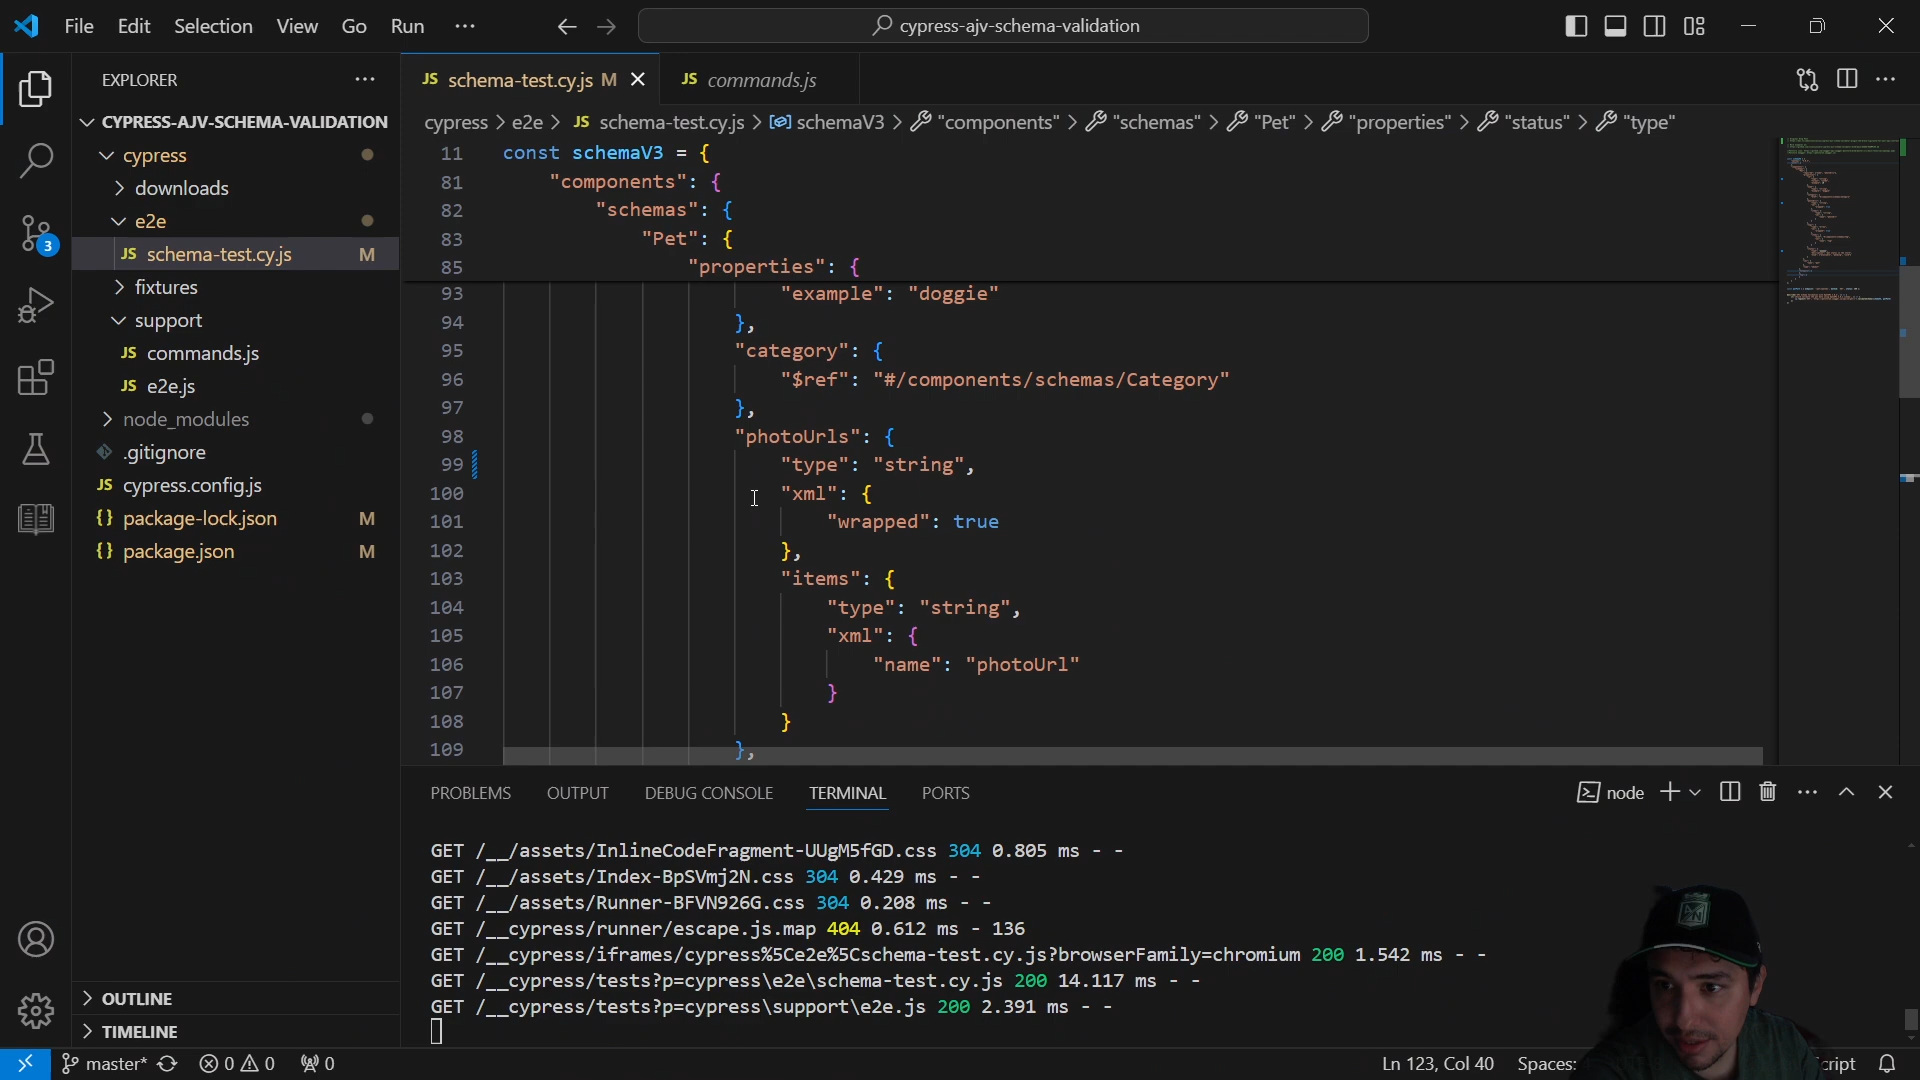 File Edit Selection View Go Run ···
cypress-ajv-schema-validation
EXPLORER
CYPRESS-AJV-SCHEMA-VALIDATION
cypress
downloads
e2e
JS schema-test.cy.js M
fixtures
support
JS commands.js
JS e2e.js
node_modules
.gitignore
JS cypress.config.js
{} package-lock.json M
{} package.json M
OUTLINE
TIMELINE
3
JS schema-test.cy.js M
JS commands.js
cypress > e2e > JS schema-test.cy.js > schemaV3 > "components" > "schemas" > "Pet" > "properties" > "status" > "type"
11 const schemaV3 = {
81 "components": {
82 "schemas": {
83 "Pet": {
85 "properties": {
93 "example": "doggie"
94 },
95 "category": {
96 "$ref": "#/components/schemas/Category"
97 },
98 "photoUrls": {
99 "type": "string",
100 "xml": {
101 "wrapped": true
102 },
103 "items": {
104 "type": "string",
105 "xml": {
106 "name": "photoUrl"
107 }
108 }
109 },
PROBLEMS OUTPUT DEBUG CONSOLE TERMINAL PORTS
node
GET /__/assets/InlineCodeFragment-UUgM5fGD.css 304 0.805 ms - -
GET /__/assets/Index-BpSVmj2N.css 304 0.429 ms - -
GET /__/assets/Runner-BFVN926G.css 304 0.208 ms - -
GET /__cypress/runner/escape.js.map 404 0.612 ms - 136
GET /__cypress/iframes/cypress%5Ce2e%5Cschema-test.cy.js?browserFamily=chromium 200 1.542 ms - -
GET /__cypress/tests?p=cypress\e2e\schema-test.cy.js 200 14.117 ms - -
GET /__cypress/tests?p=cypress\support\e2e.js 200 2.391 ms - -
master* 0 0 0
Ln 123, Col 40 Spaces: cript